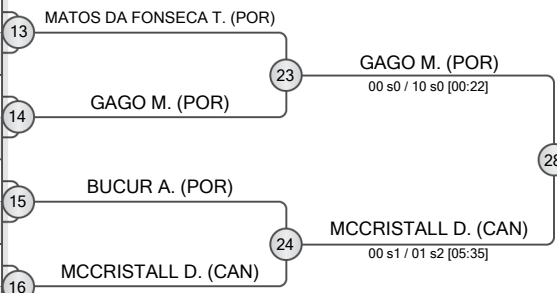 MATOS DA FONSECA T. (POR)
13
23
GAGO M. (POR)
00 s0 / 10 s0 [00:22]
GAGO M. (POR)
14
28
BUCUR A. (POR)
15
24
MCCRISTALL D. (CAN)
00 s1 / 01 s2 [05:35]
MCCRISTALL D. (CAN)
16